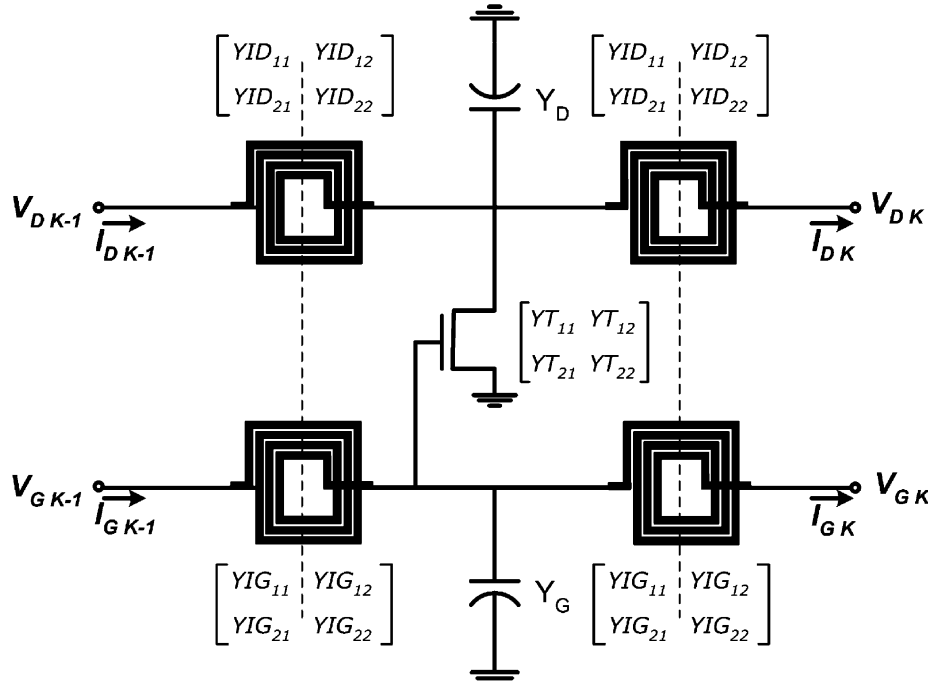 YID11 YID12 YID11 YID12
YID21 YID22 YID21 YID22
YD
VD K-1 VD K
ID K-1 ID K
YT11 YT12
YT21 YT22
VG K-1 VG K
IG K-1 IG K
YIG11 YIG12 YIG11 YIG12
YG
YIG21 YIG22 YIG21 YIG22